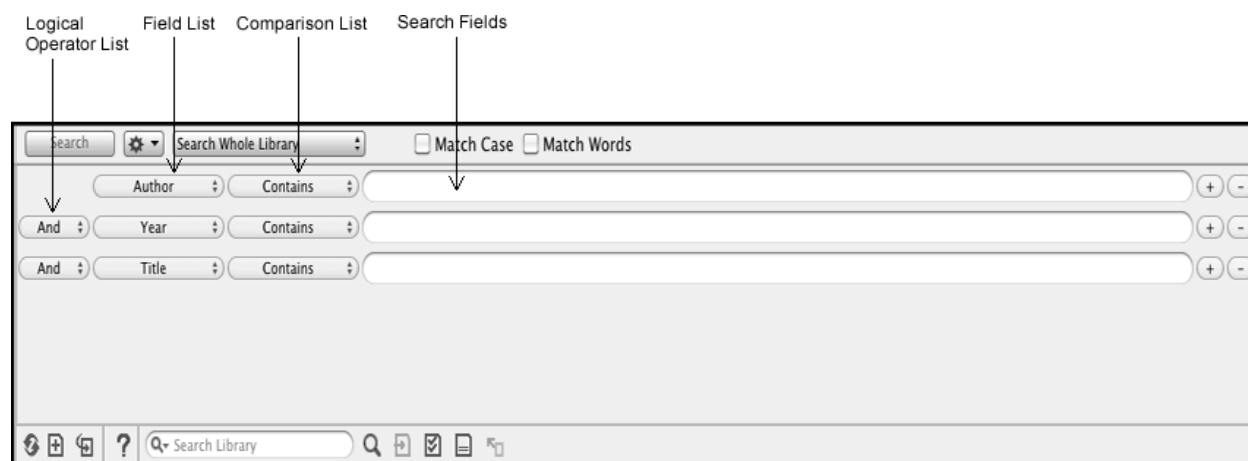 Logical
Operator List
Field List
Comparison List
Search Fields
Search
Search Whole Library
Match Case
Match Words
Author
Contains
+
-
And
Year
Contains
+
-
And
Title
Contains
+
-
?
Search Library